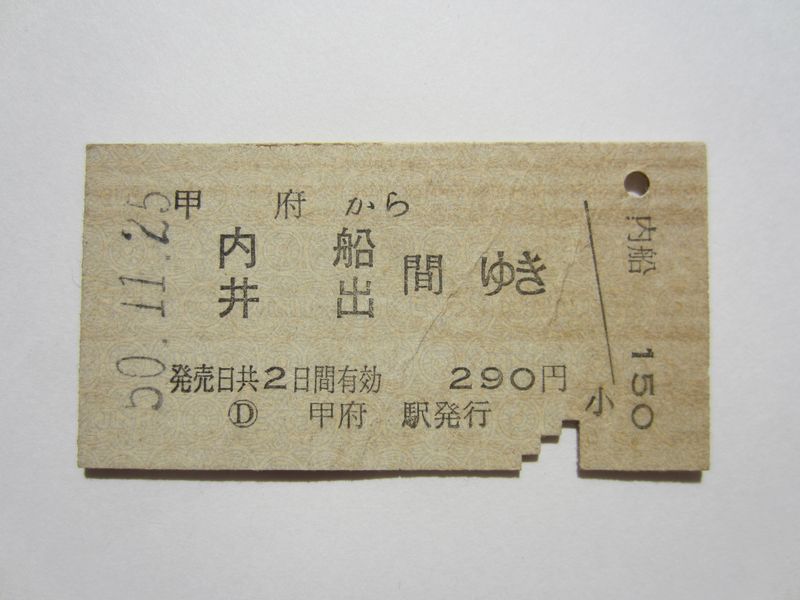 50.11.25
甲府から
内船
井出
間ゆき
発売日共2日間有効 290円
Ⓓ 甲府駅発行
小
内船 150